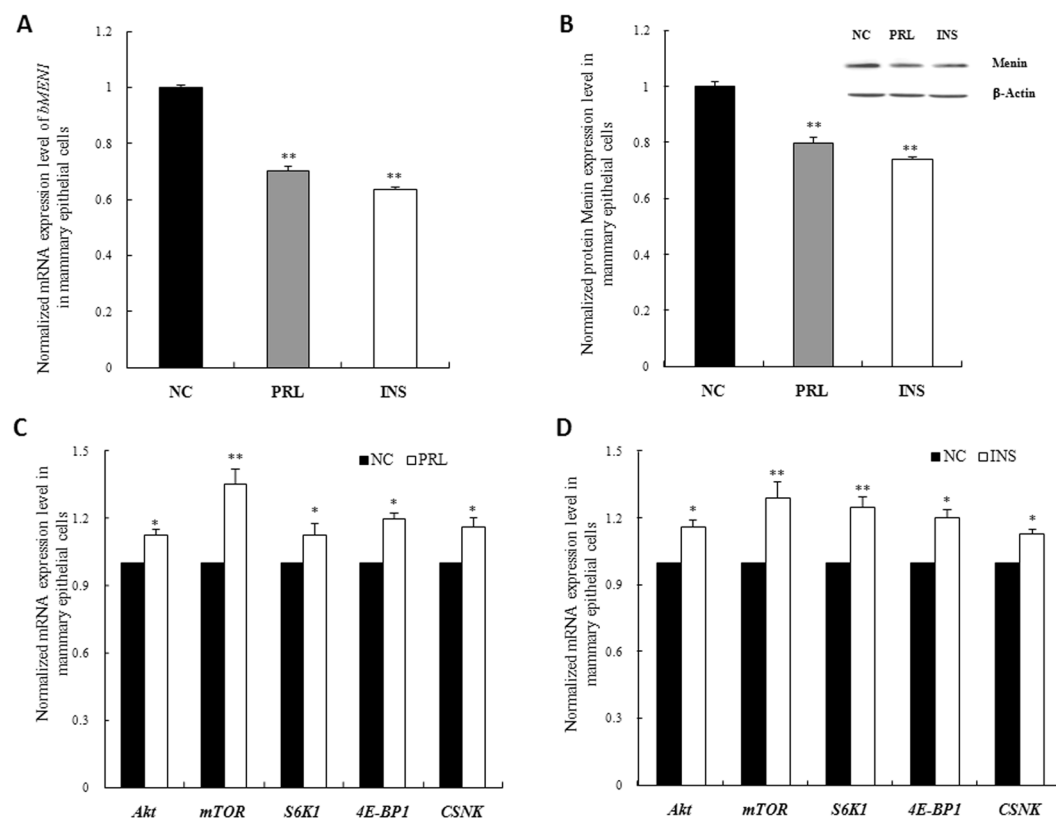 A
Normalized mRNA expression level of bMEN1
in mammary epithelial cells
1.2
1
0.8
0.6
0.4
0.2
0
**
**
NC PRL INS
B
Normalized protein Menin expression level in
mammary epithelial cells
1.2
1
0.8
0.6
0.4
0.2
0
**
**
NC PRL INS
Menin
β-Actin
NC PRL INS
C
Normalized mRNA expression level in
mammary epithelial cells
1.5
1.2
0.9
0.6
0.3
0
NC PRL
* ** * * *
Akt mTOR S6K1 4E-BP1 CSNK
D
Normalized mRNA expression level in
mammary epithelial cells
1.5
1.2
0.9
0.6
0.3
0
NC INS
* ** ** * *
Akt mTOR S6K1 4E-BP1 CSNK